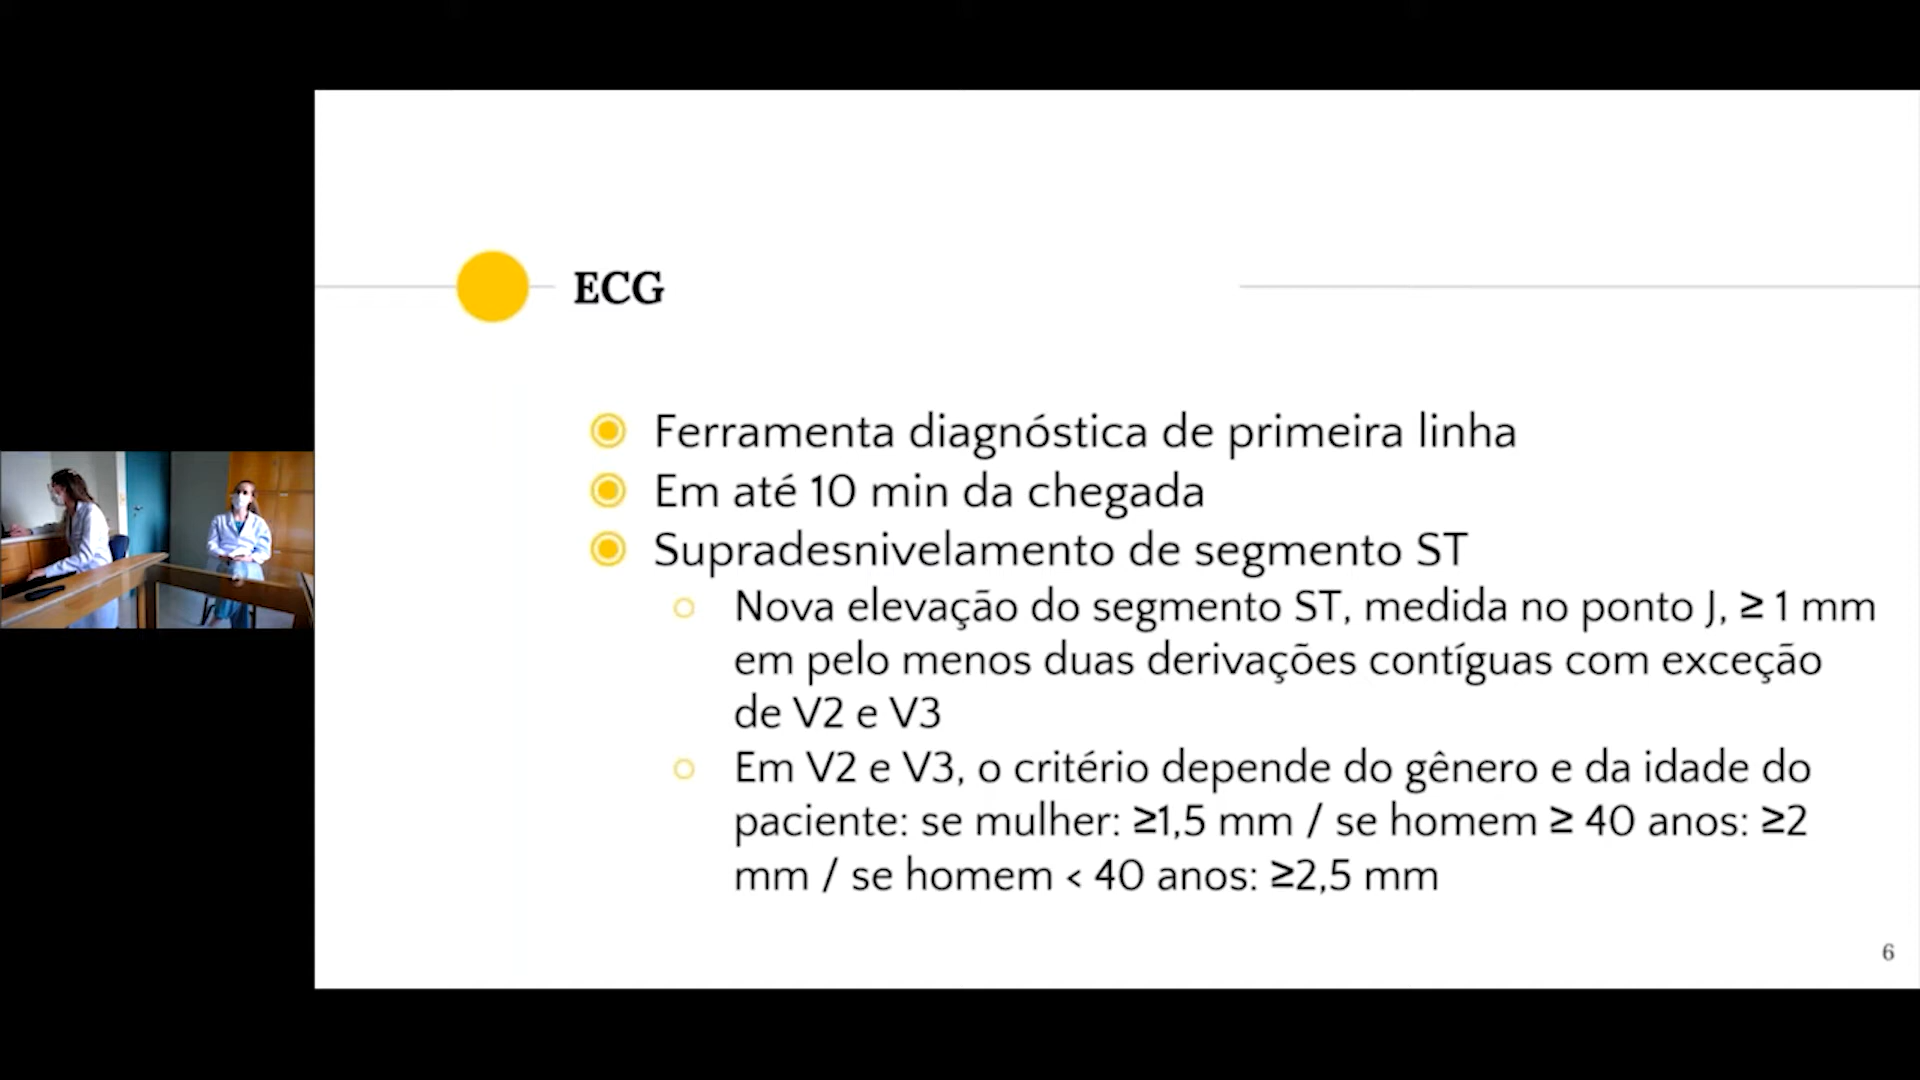 ECG
Ferramenta diagnóstica de primeira linha
Em até 10 min da chegada
Supradesnivelamento de segmento ST
Nova elevação do segmento ST, medida no ponto J, ≥ 1 mm
em pelo menos duas derivações contíguas com exceção
de V2 e V3
Em V2 e V3, o critério depende do gênero e da idade do
paciente: se mulher: ≥1,5 mm / se homem ≥ 40 anos: ≥2
mm / se homem < 40 anos: ≥2,5 mm
6